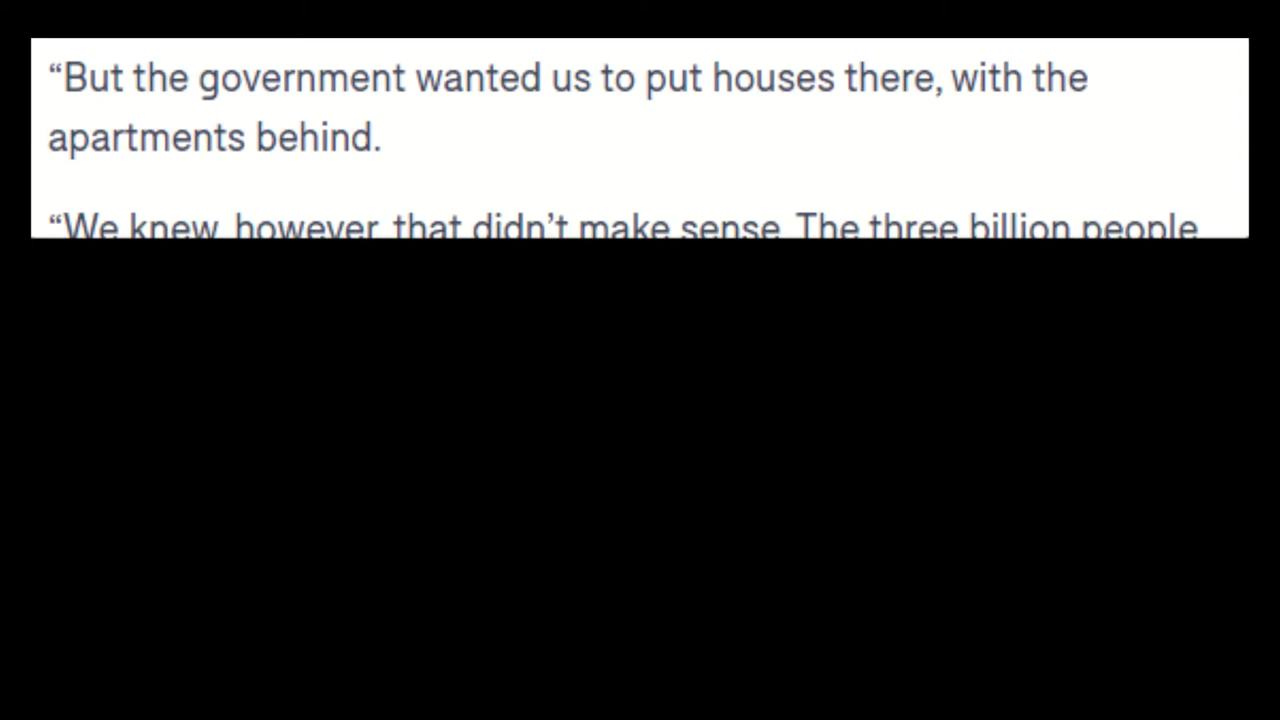 “But the government wanted us to put houses there, with the
apartments behind.
“We knew, however, that didn’t make sense. The three billion people